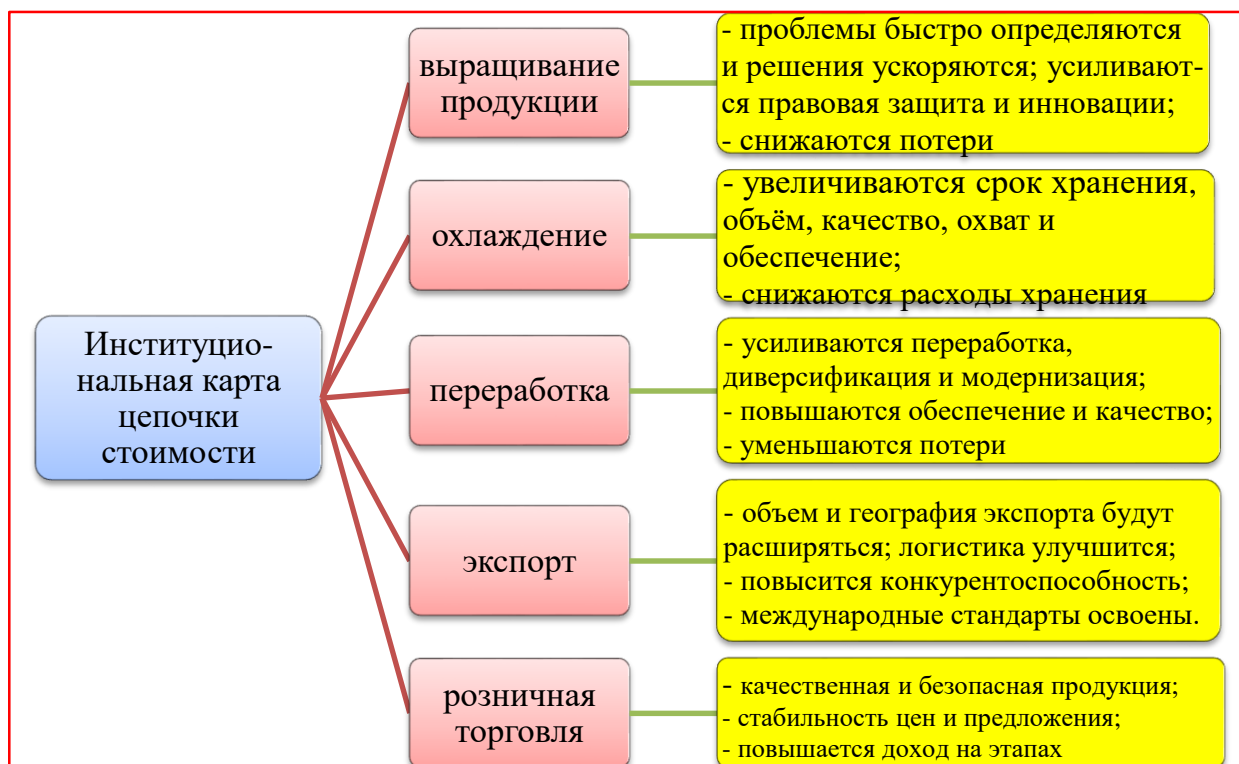 Институцио-
нальная карта
цепочки
стоимости
выращивание
продукции
- проблемы быстро определяются
и решения ускоряются; усиливают-
ся правовая защита и инновации;
- снижаются потери
охлаждение
- увеличиваются срок хранения,
объём, качество, охват и
обеспечение;
- снижаются расходы хранения
переработка
- усиливаются переработка,
диверсификация и модернизация;
- повышаются обеспечение и качество;
- уменьшаются потери
экспорт
- объем и география экспорта будут
расширяться; логистика улучшится;
- повысится конкурентоспособность;
- международные стандарты освоены.
розничная
торговля
- качественная и безопасная продукция;
- стабильность цен и предложения;
- повышается доход на этапах